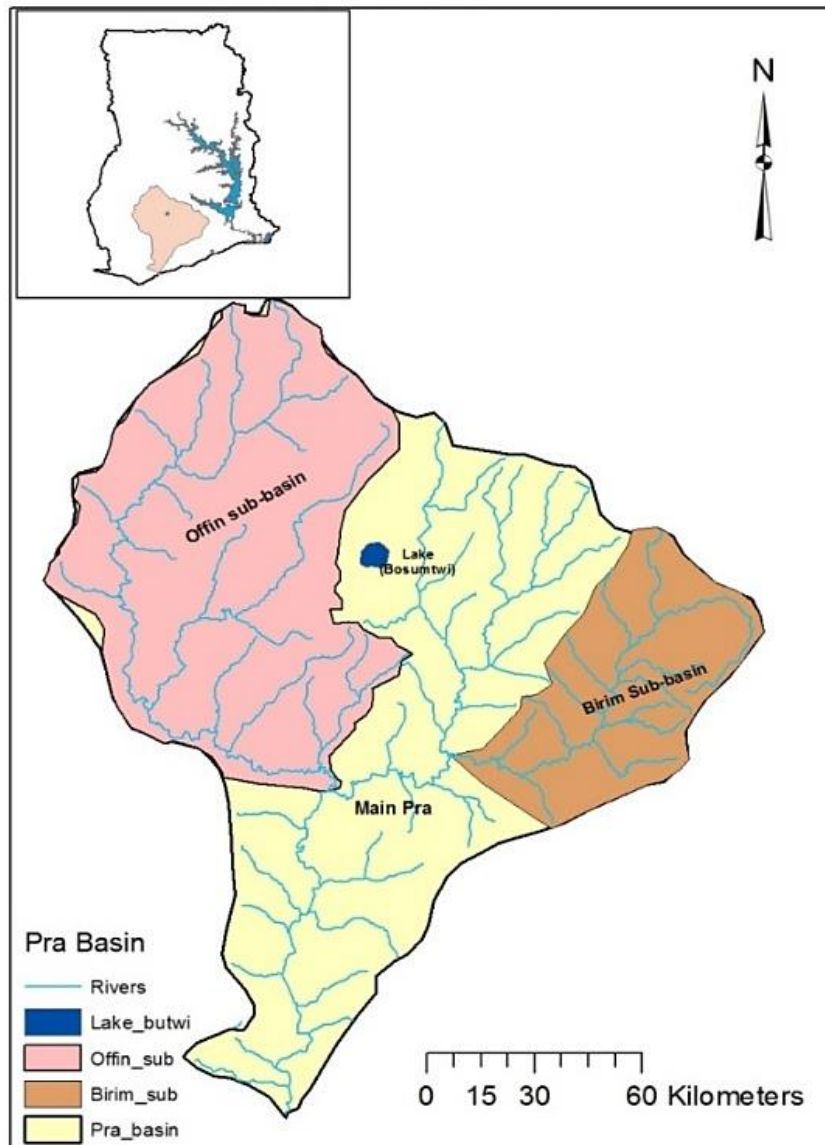 N
Offin sub-basin
Lake
(Bosumtwi)
Birim Sub-basin
Main Pra
Pra Basin
Rivers
Lake_butwi
Offin_sub
Birim_sub
Pra_basin
0 15 30 60 Kilometers